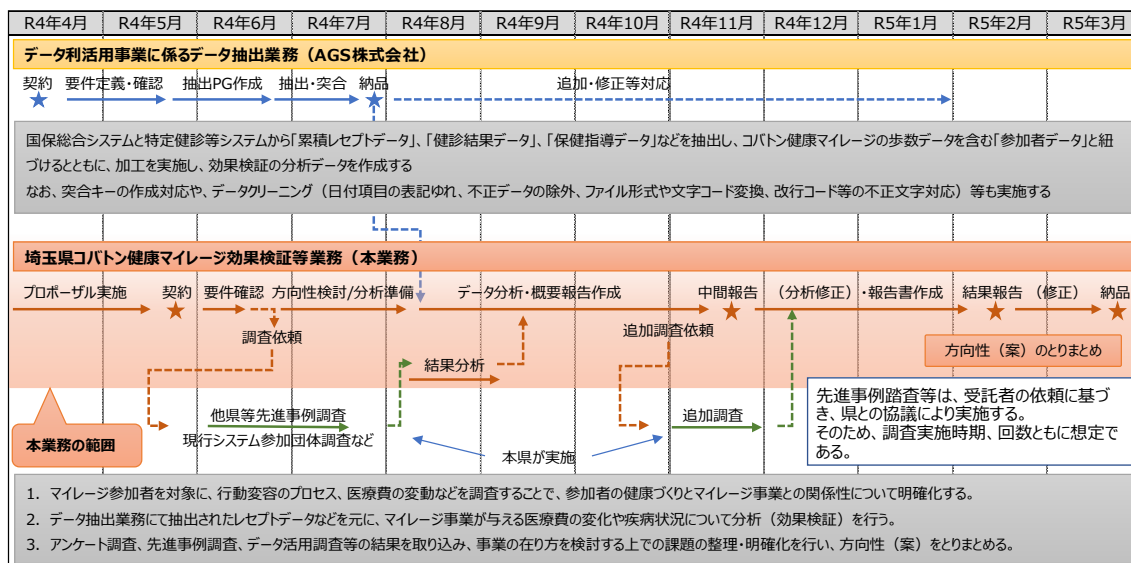 R4年4月 R4年5月 R4年6月 R4年7月 R4年8月 R4年9月 R4年10月 R4年11月 R4年12月 R5年1月 R5年2月 R5年3月
データ利活用事業に係るデータ抽出業務（AGS株式会社）
契約 要件定義・確認 抽出PG作成 抽出・突合 納品 追加・修正等対応
国保総合システムと特定健診等システムから「累積レセプトデータ」、「健診結果データ」、「保健指導データ」などを抽出し、コバトン健康マイレージの歩数データを含む「参加者データ」と紐
づけるとともに、加工を実施し、効果検証の分析データを作成する
なお、突合キーの作成対応や、データクリーニング（日付項目の表記ゆれ、不正データの除外、ファイル形式や文字コード変換、改行コード等の不正文字対応）等も実施する
埼玉県コバトン健康マイレージ効果検証等業務（本業務）
プロポーザル実施 契約 要件確認 方向性検討/分析準備 データ分析・概要報告作成 中間報告 （分析修正）・報告書作成 結果報告 （修正） 納品
調査依頼 追加調査依頼
結果分析 方向性（案）のとりまとめ
本業務の範囲
他県等先進事例調査 追加調査
現行システム参加団体調査など
本県が実施
先進事例踏査等は、受託者の依頼に基づ
き、県との協議により実施する。
そのため、調査実施時期、回数ともに想定で
ある。
1. マイレージ参加者を対象に、行動変容のプロセス、医療費の変動などを調査することで、参加者の健康づくりとマイレージ事業との関係性について明確化する。
2. データ抽出業務にて抽出されたレセプトデータなどを元に、マイレージ事業が与える医療費の変化や疾病状況について分析（効果検証）を行う。
3. アンケート調査、先進事例調査、データ活用調査等の結果を取り込み、事業の在り方を検討する上での課題の整理・明確化を行い、方向性（案）をとりまとめる。